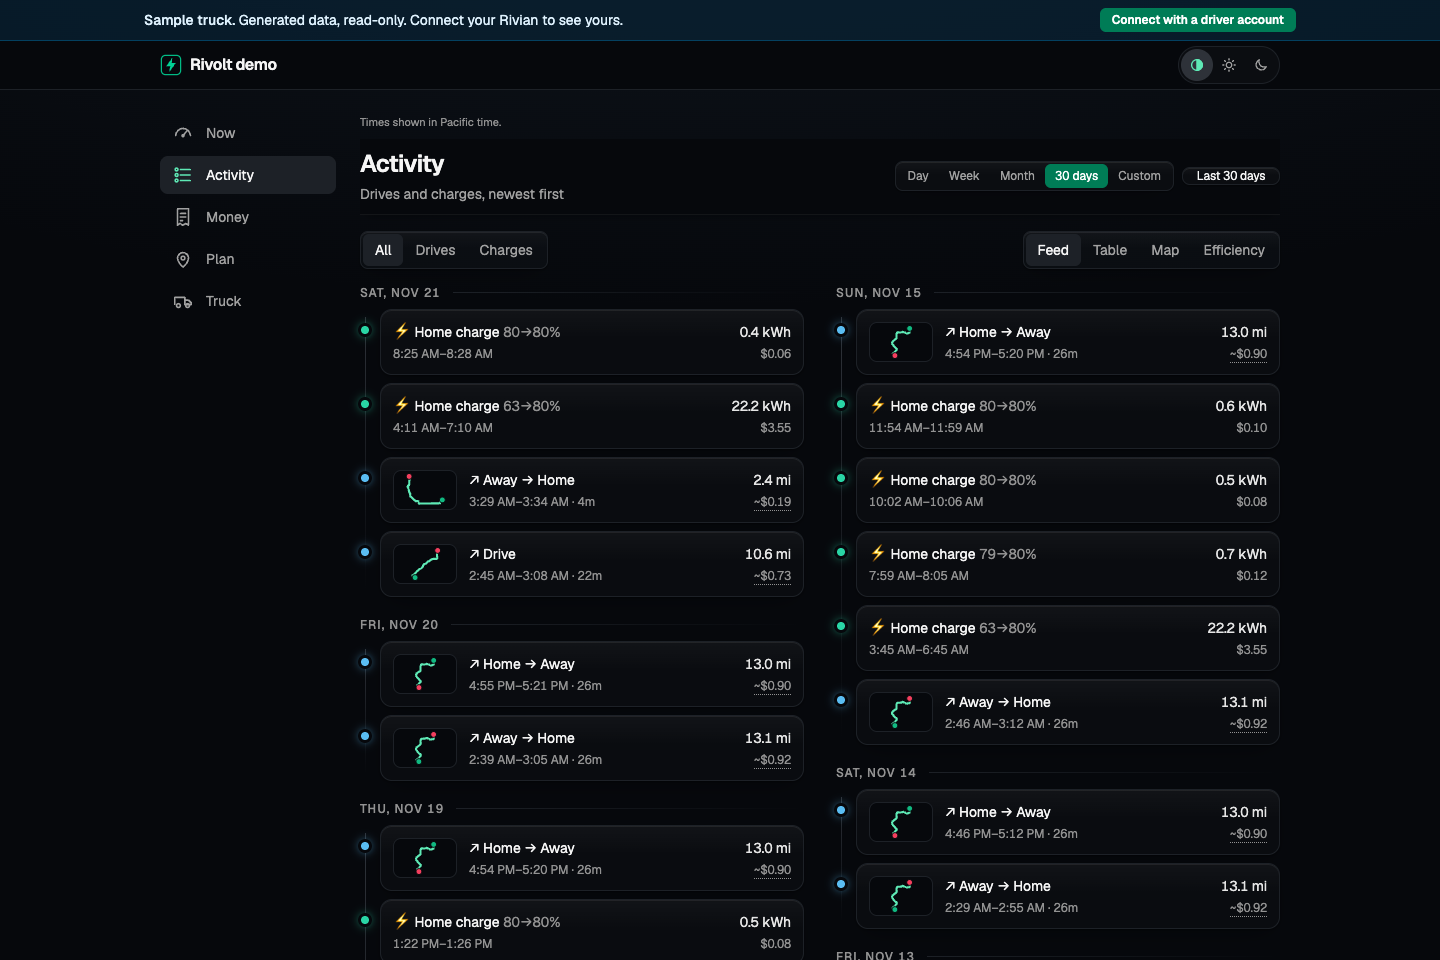 Sample truck. Generated data, read-only. Connect your Rivian to see yours.
Connect with a driver account
Rivolt demo
Now
Activity
Money
Plan
Truck
Times shown in Pacific time.
Activity
Drives and charges, newest first
Day Week Month 30 days Custom
Last 30 days
All Drives Charges
Feed Table Map Efficiency
SAT, NOV 21
⚡ Home charge 80→80% 0.4 kWh
8:25 AM–8:28 AM $0.06
⚡ Home charge 63→80% 22.2 kWh
4:11 AM–7:10 AM $3.55
↗ Away → Home 2.4 mi
3:29 AM–3:34 AM · 4m ~$0.19
↗ Drive 10.6 mi
2:45 AM–3:08 AM · 22m ~$0.73
FRI, NOV 20
↗ Home → Away 13.0 mi
4:55 PM–5:21 PM · 26m ~$0.90
↗ Away → Home 13.1 mi
2:39 AM–3:05 AM · 26m ~$0.92
THU, NOV 19
↗ Home → Away 13.0 mi
4:54 PM–5:20 PM · 26m ~$0.90
⚡ Home charge 80→80% 0.5 kWh
1:22 PM–1:26 PM $0.08
SUN, NOV 15
↗ Home → Away 13.0 mi
4:54 PM–5:20 PM · 26m ~$0.90
⚡ Home charge 80→80% 0.6 kWh
11:54 AM–11:59 AM $0.10
⚡ Home charge 80→80% 0.5 kWh
10:02 AM–10:06 AM $0.08
⚡ Home charge 79→80% 0.7 kWh
7:59 AM–8:05 AM $0.12
⚡ Home charge 63→80% 22.2 kWh
3:45 AM–6:45 AM $3.55
↗ Away → Home 13.1 mi
2:46 AM–3:12 AM · 26m ~$0.92
SAT, NOV 14
↗ Home → Away 13.0 mi
4:46 PM–5:12 PM · 26m ~$0.90
↗ Away → Home 13.1 mi
2:29 AM–2:55 AM · 26m ~$0.92
FRI, NOV 13